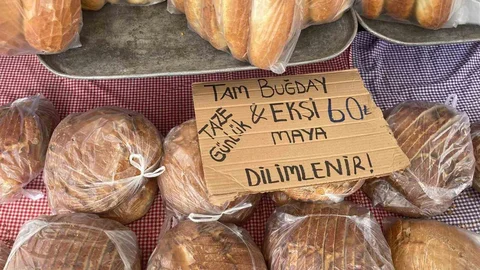 TAM BUĞDAY
TAZE GÜNLÜK & EKŞİ 60₺
MAYA
DİLİMLENİR!